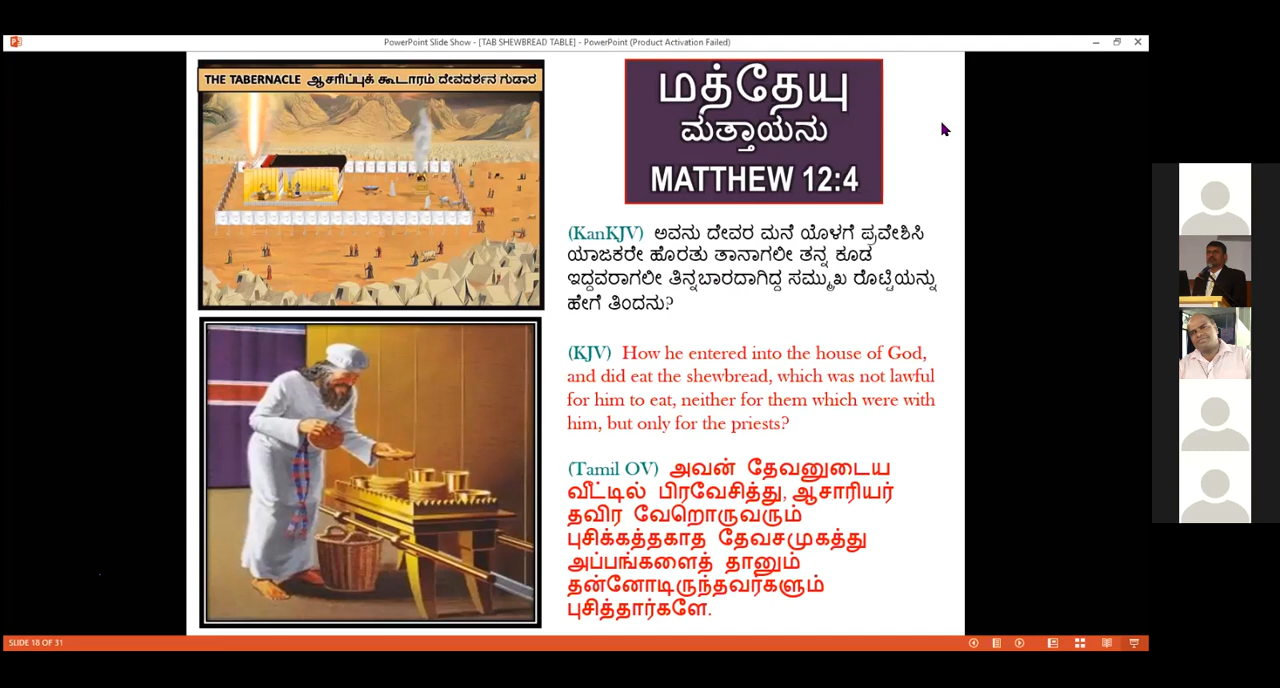 PowerPoint Slide Show - [TAB SHEWBREAD TABLE] - PowerPoint (Product Activation Failed)
THE TABERNACLE ஆசரிப்புக் கூடாரம் ದೇವದರ್ಶನ ಗುಡಾರ
மத்தேயு
ಮತ್ತಾಯನು
MATTHEW 12:4
(KanKJV) ಅವನು ದೇವರ ಮನೆ ಯೊಳಗೆ ಪ್ರವೇಶಿಸಿ
ಯಾಜಕರೇ ಹೊರತು ತಾನಾಗಲೀ ತನ್ನ ಕೂಡ
ಇದ್ದವರಾಗಲೀ ತಿನ್ನಬಾರದಾಗಿದ್ದ ಸಮ್ಮುಖ ರೊಟ್ಟಿಯನ್ನು
ಹೇಗೆ ತಿಂದನು?
(KJV) How he entered into the house of God,
and did eat the shewbread, which was not lawful
for him to eat, neither for them which were with
him, but only for the priests?
(Tamil OV) அவன் தேவனுடைய
வீட்டில் பிரவேசித்து, ஆசாரியர்
தவிர வேறொருவரும்
புசிக்கத்தகாத தேவசமுகத்து
அப்பங்களைத் தானும்
தன்னோடிருந்தவர்களும்
புசித்தார்களே.
SLIDE 18 OF 31